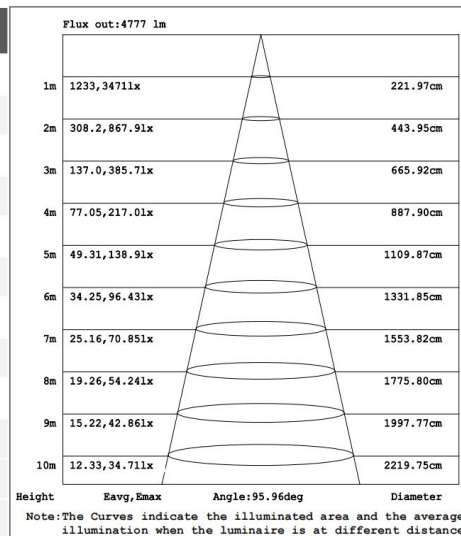 Flux out:4777 lm
1m 1233,3471lx 221.97cm
2m 308.2,867.9lx 443.95cm
3m 137.0,385.7lx 665.92cm
4m 77.05,217.0lx 887.90cm
5m 49.31,138.9lx 1109.87cm
6m 34.25,96.43lx 1331.85cm
7m 25.16,70.85lx 1553.82cm
8m 19.26,54.24lx 1775.80cm
9m 15.22,42.86lx 1997.77cm
10m 12.33,34.71lx 2219.75cm
Height Eavg,Emax Angle:95.96deg Diameter
Note:The Curves indicate the illuminated area and the average
illumination when the luminaire is at different distance